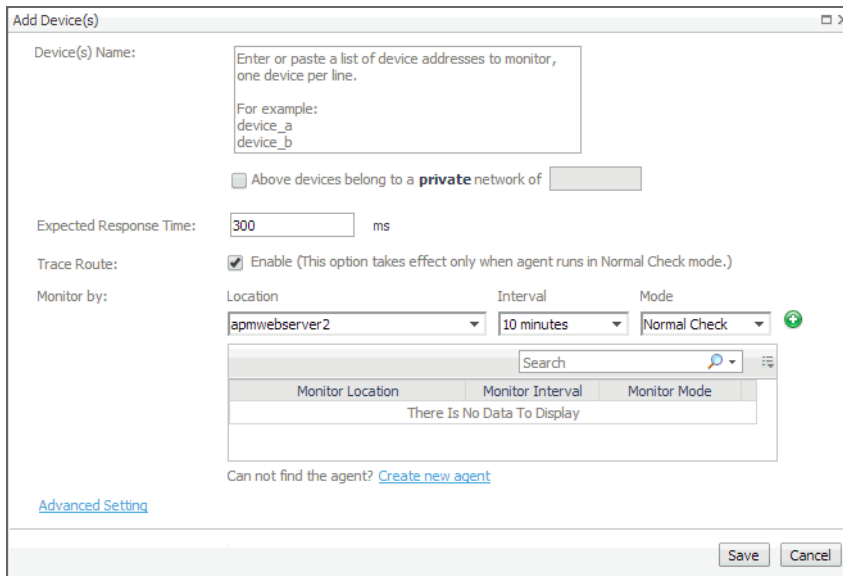 Add Device(s)
Device(s) Name:
Enter or paste a list of device addresses to monitor,
one device per line.
For example:
device_a
device_b
Above devices belong to a private network of
Expected Response Time:
300
ms
Trace Route:
Enable (This option takes effect only when agent runs in Normal Check mode.)
Monitor by:
Location
Interval
Mode
apmwebserver2
10 minutes
Normal Check
Search
Monitor Location
Monitor Interval
Monitor Mode
There Is No Data To Display
Can not find the agent? Create new agent
Advanced Setting
Save
Cancel